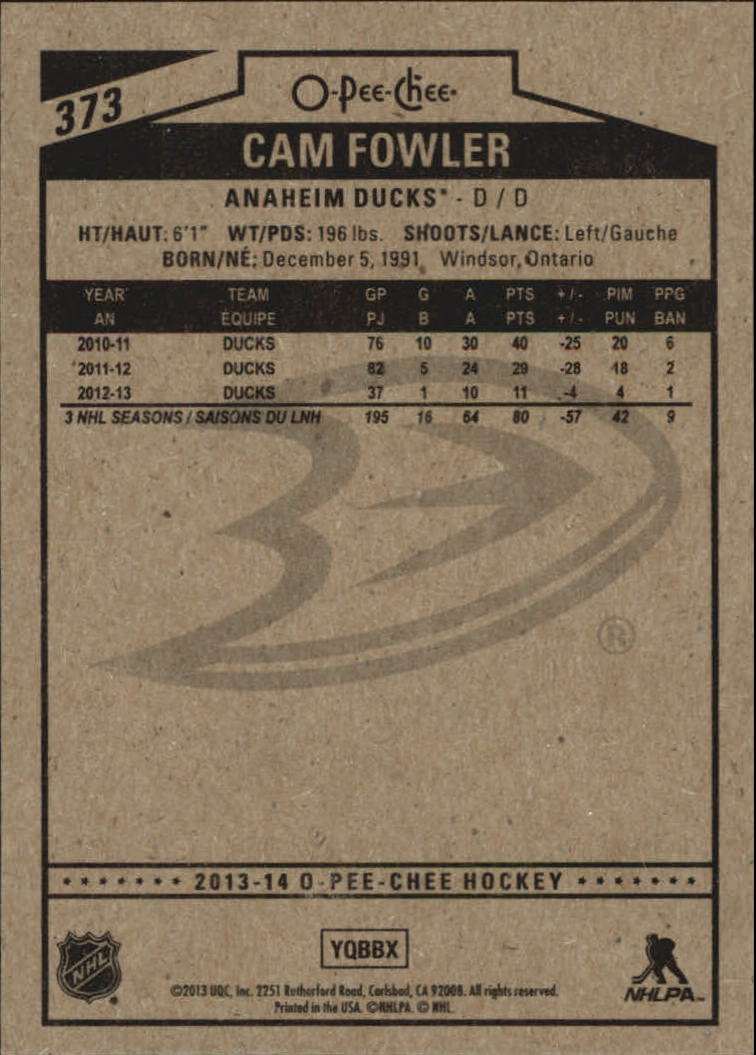 373
O-Pee-Chee
CAM FOWLER
ANAHEIM DUCKS* - D / D
HT/HAUT: 6'1" WT/PDS: 196 lbs. SHOOTS/LANCE: Left/Gauche
BORN/NÉ: December 5, 1991 Windsor, Ontario
YEAR TEAM GP G A PTS +/- PIM PPG
AN ÉQUIPE PJ B A PTS +/- PUN BAN
2010-11 DUCKS 76 10 30 40 -25 20 6
2011-12 DUCKS 82 5 24 29 -28 18 2
2012-13 DUCKS 37 1 10 11 -4 4 1
3 NHL SEASONS / SAISONS DU LNH 195 16 64 80 -57 42 9
®
2013-14 O-PEE-CHEE HOCKEY
NHL
YQBBX
NHLPA™
©2013 UQC, Inc. 2251 Rutherford Road, Carlsbad, CA 92008. All rights reserved.
Printed in the USA. ©NHLPA. © NHL.